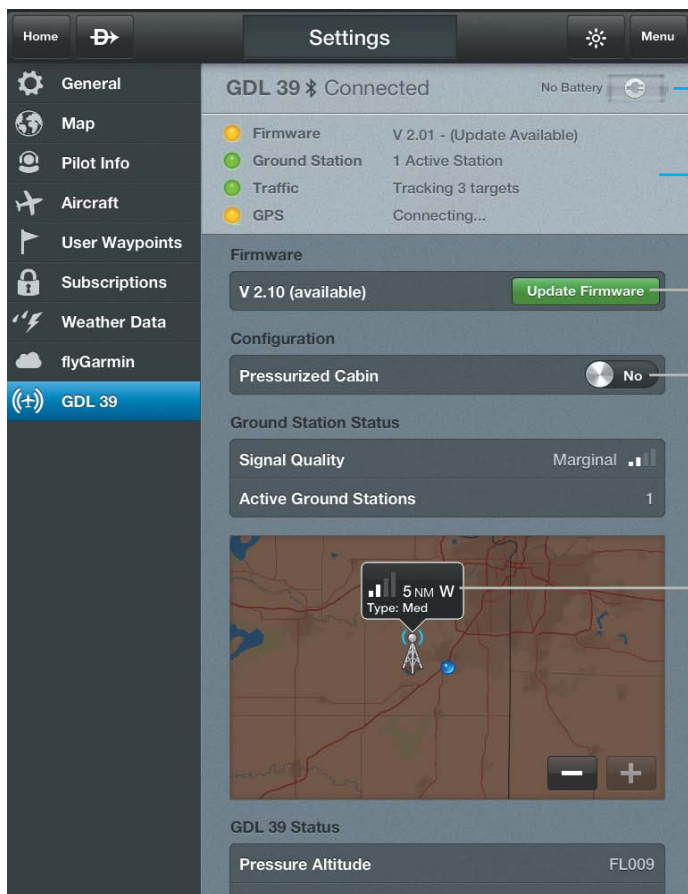 Home
Settings
Menu
General
Map
Pilot Info
Aircraft
User Waypoints
Subscriptions
Weather Data
flyGarmin
GDL 39
GDL 39 Connected
No Battery
Firmware V 2.01 - (Update Available)
Ground Station 1 Active Station
Traffic Tracking 3 targets
GPS Connecting...
Firmware
V 2.10 (available) Update Firmware
Configuration
Pressurized Cabin No
Ground Station Status
Signal Quality Marginal
Active Ground Stations 1
5 NM W
Type: Med
GDL 39 Status
Pressure Altitude FL009